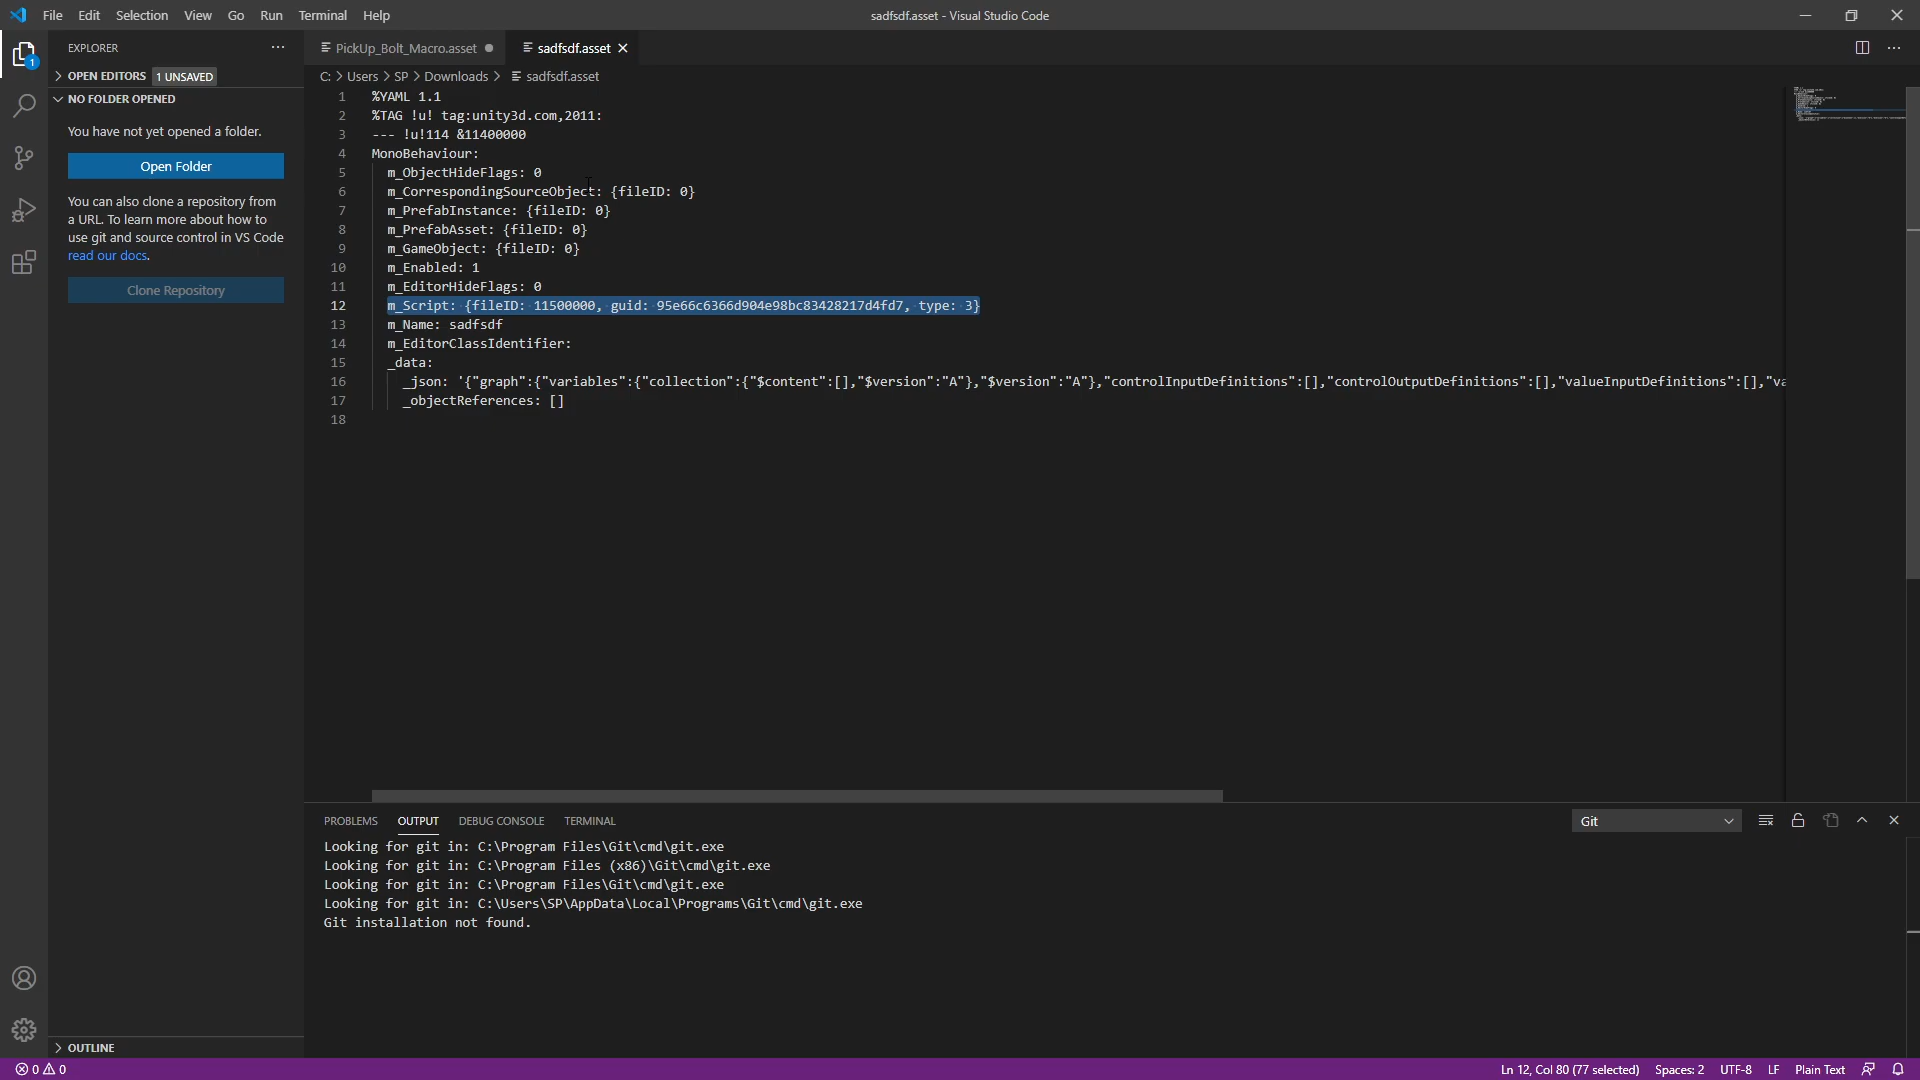 File Edit Selection View Go Run Terminal Help
sadfsdf.asset - Visual Studio Code
EXPLORER
OPEN EDITORS 1 UNSAVED
NO FOLDER OPENED
You have not yet opened a folder.
Open Folder
You can also clone a repository from
a URL. To learn more about how to
use git and source control in VS Code
read our docs.
Clone Repository
OUTLINE
1
PickUp_Bolt_Macro.asset
sadfsdf.asset
C: > Users > SP > Downloads > sadfsdf.asset
1 %YAML 1.1
2 %TAG !u! tag:unity3d.com,2011:
3 --- !u!114 &11400000
4 MonoBehaviour:
5 m_ObjectHideFlags: 0
6 m_CorrespondingSourceObject: {fileID: 0}
7 m_PrefabInstance: {fileID: 0}
8 m_PrefabAsset: {fileID: 0}
9 m_GameObject: {fileID: 0}
10 m_Enabled: 1
11 m_EditorHideFlags: 0
12 m_Script: {fileID: 11500000, guid: 95e66c6366d904e98bc83428217d4fd7, type: 3}
13 m_Name: sadfsdf
14 m_EditorClassIdentifier:
15 _data:
16 _json: '{"graph":{"variables":{"collection":{"$content":[],"$version":"A"},"$version":"A"},"controlInputDefinitions":[],"controlOutputDefinitions":[],"valueInputDefinitions":[],"va
17 _objectReferences: []
18
PROBLEMS OUTPUT DEBUG CONSOLE TERMINAL
Git
Looking for git in: C:\Program Files\Git\cmd\git.exe
Looking for git in: C:\Program Files (x86)\Git\cmd\git.exe
Looking for git in: C:\Program Files\Git\cmd\git.exe
Looking for git in: C:\Users\SP\AppData\Local\Programs\Git\cmd\git.exe
Git installation not found.
0 0
Ln 12, Col 80 (77 selected) Spaces: 2 UTF-8 LF Plain Text